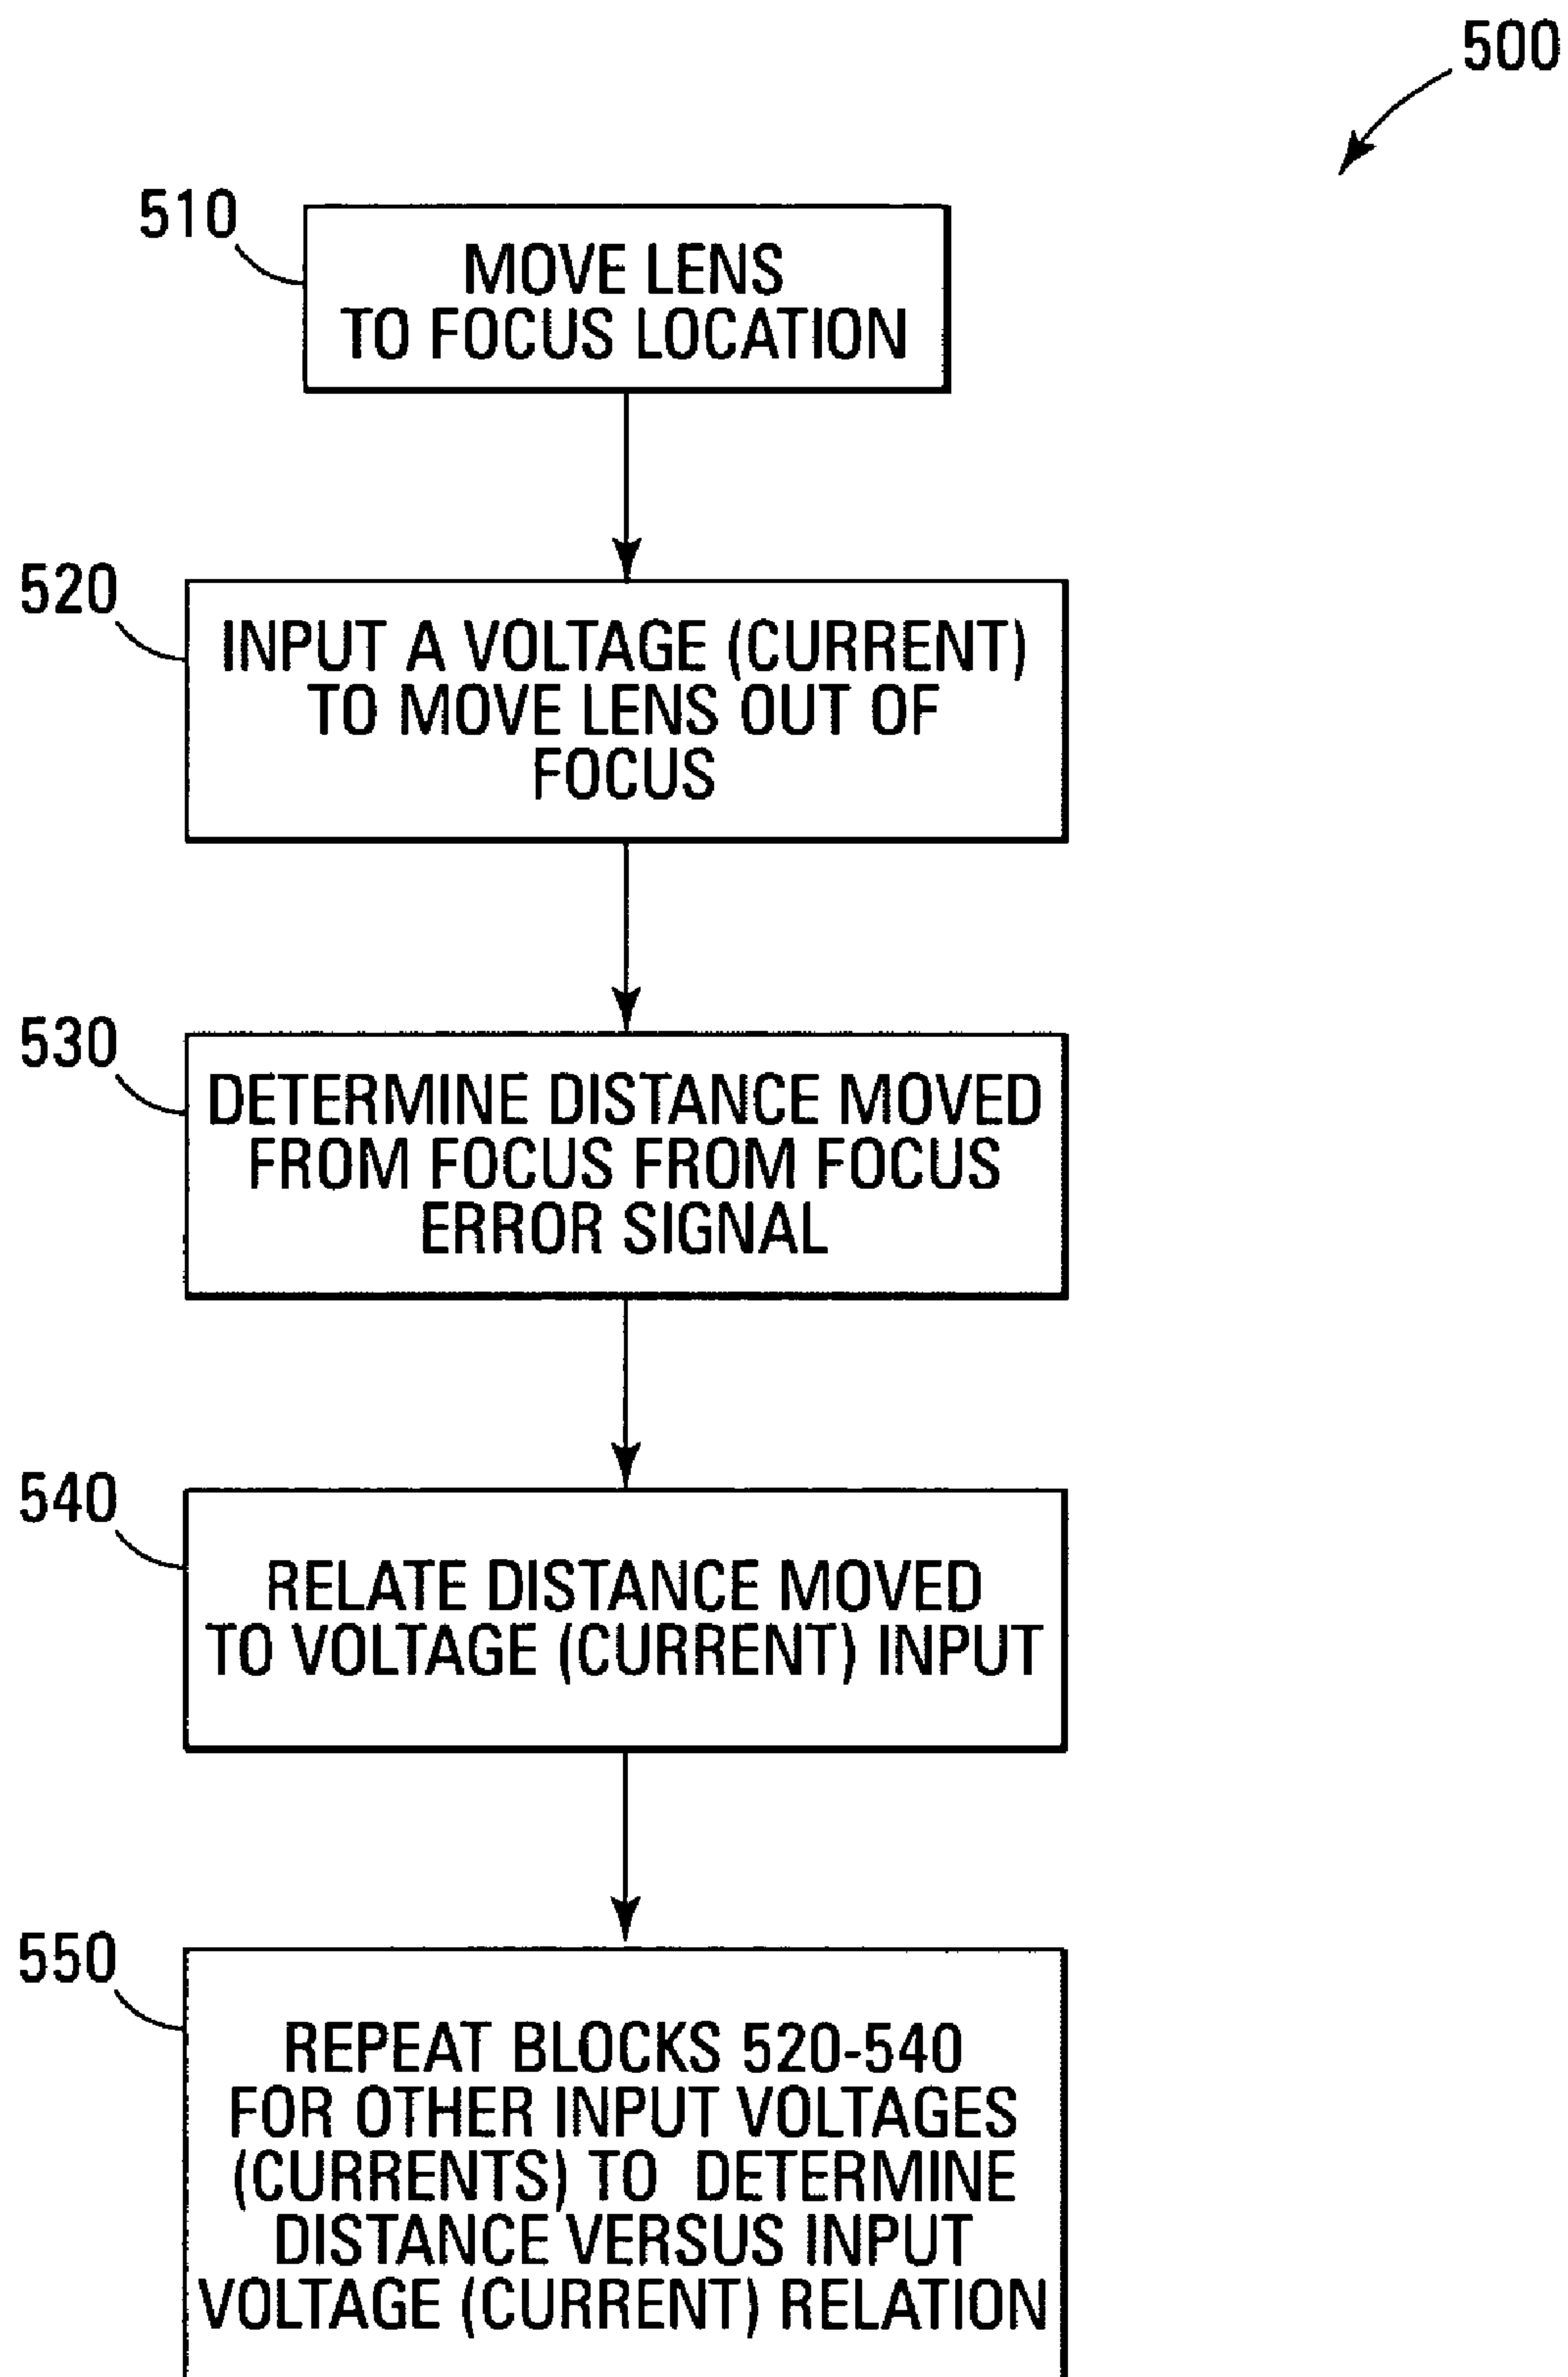 500
510
MOVE LENS
TO FOCUS LOCATION
520
INPUT A VOLTAGE (CURRENT)
TO MOVE LENS OUT OF
FOCUS
530
DETERMINE DISTANCE MOVED
FROM FOCUS FROM FOCUS
ERROR SIGNAL
540
RELATE DISTANCE MOVED
TO VOLTAGE (CURRENT) INPUT
550
REPEAT BLOCKS 520-540
FOR OTHER INPUT VOLTAGES
(CURRENTS) TO DETERMINE
DISTANCE VERSUS INPUT
VOLTAGE (CURRENT) RELATION